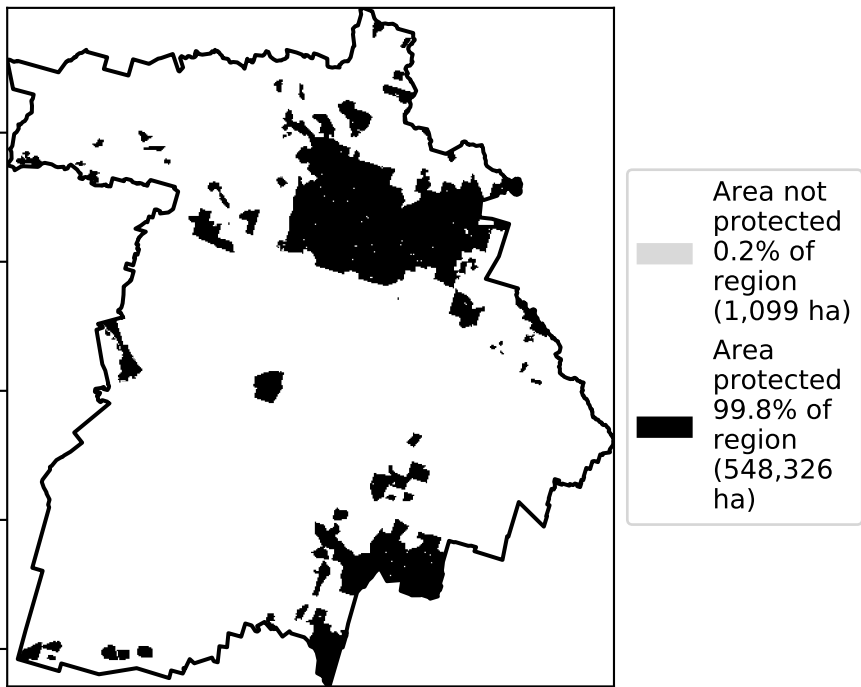 Area not
protected
0.2% of
region
(1,099 ha)
Area
protected
99.8% of
region
(548,326
ha)